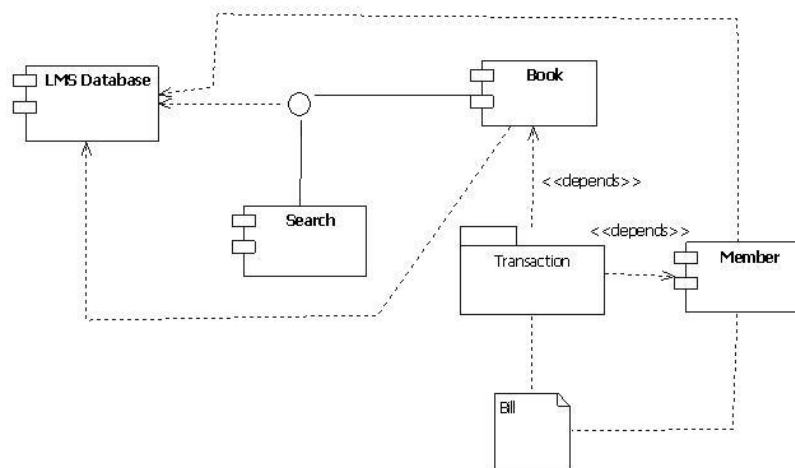 LMS Database
Book
<<depends>>
Search
<<depends>>
Transaction
Member
Bill